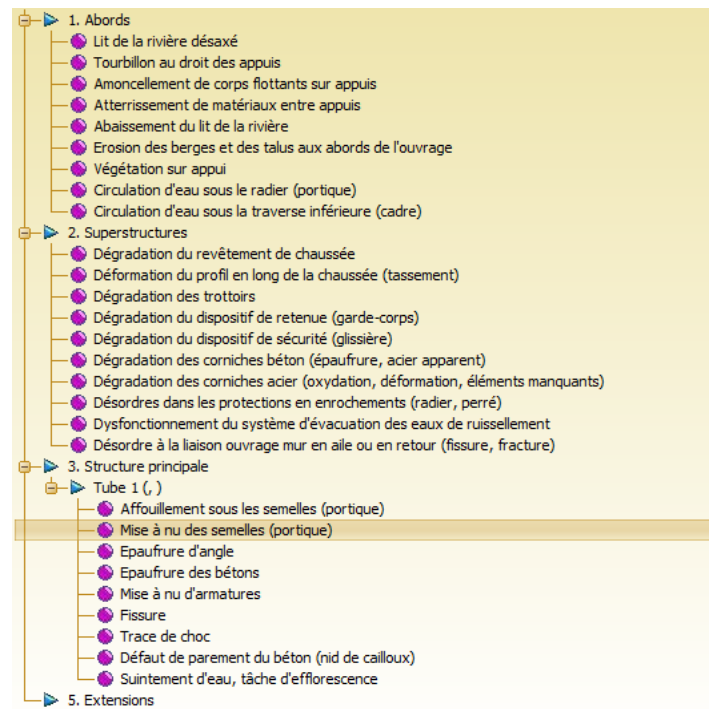 1. Abords
Lit de la rivière désaxé
Tourbillon au droit des appuis
Amoncellement de corps flottants sur appuis
Atterrissement de matériaux entre appuis
Abaissement du lit de la rivière
Erosion des berges et des talus aux abords de l'ouvrage
Végétation sur appui
Circulation d'eau sous le radier (portique)
Circulation d'eau sous la traverse inférieure (cadre)
2. Superstructures
Dégradation du revêtement de chaussée
Déformation du profil en long de la chaussée (tassement)
Dégradation des trottoirs
Dégradation du dispositif de retenue (garde-corps)
Dégradation du dispositif de sécurité (glissière)
Dégradation des corniches béton (épaufrure, acier apparent)
Dégradation des corniches acier (oxydation, déformation, éléments manquants)
Désordres dans les protections en enrochements (radier, perré)
Dysfonctionnement du système d'évacuation des eaux de ruissellement
Désordre à la liaison ouvrage mur en aile ou en retour (fissure, fracture)
3. Structure principale
Tube 1 (, )
Affouillement sous les semelles (portique)
Mise à nu des semelles (portique)
Epaufrure d'angle
Epaufrure des bétons
Mise à nu d'armatures
Fissure
Trace de choc
Défaut de parement du béton (nid de cailloux)
Suintement d'eau, tâche d'efflorescence
5. Extensions